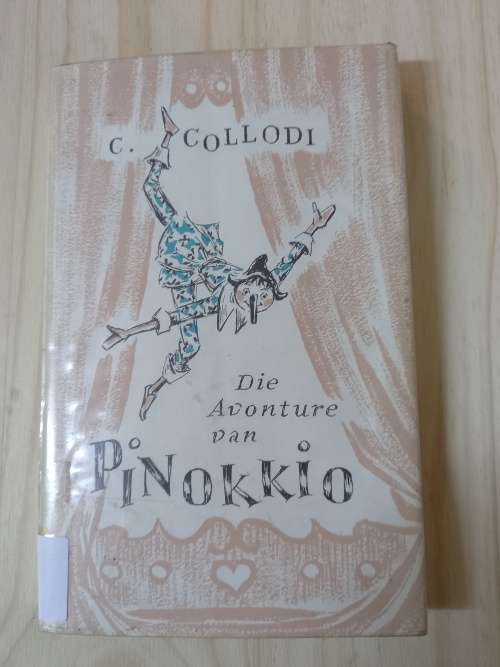 C. COLLODI
Die
Avonture
van
PiNOKKiO